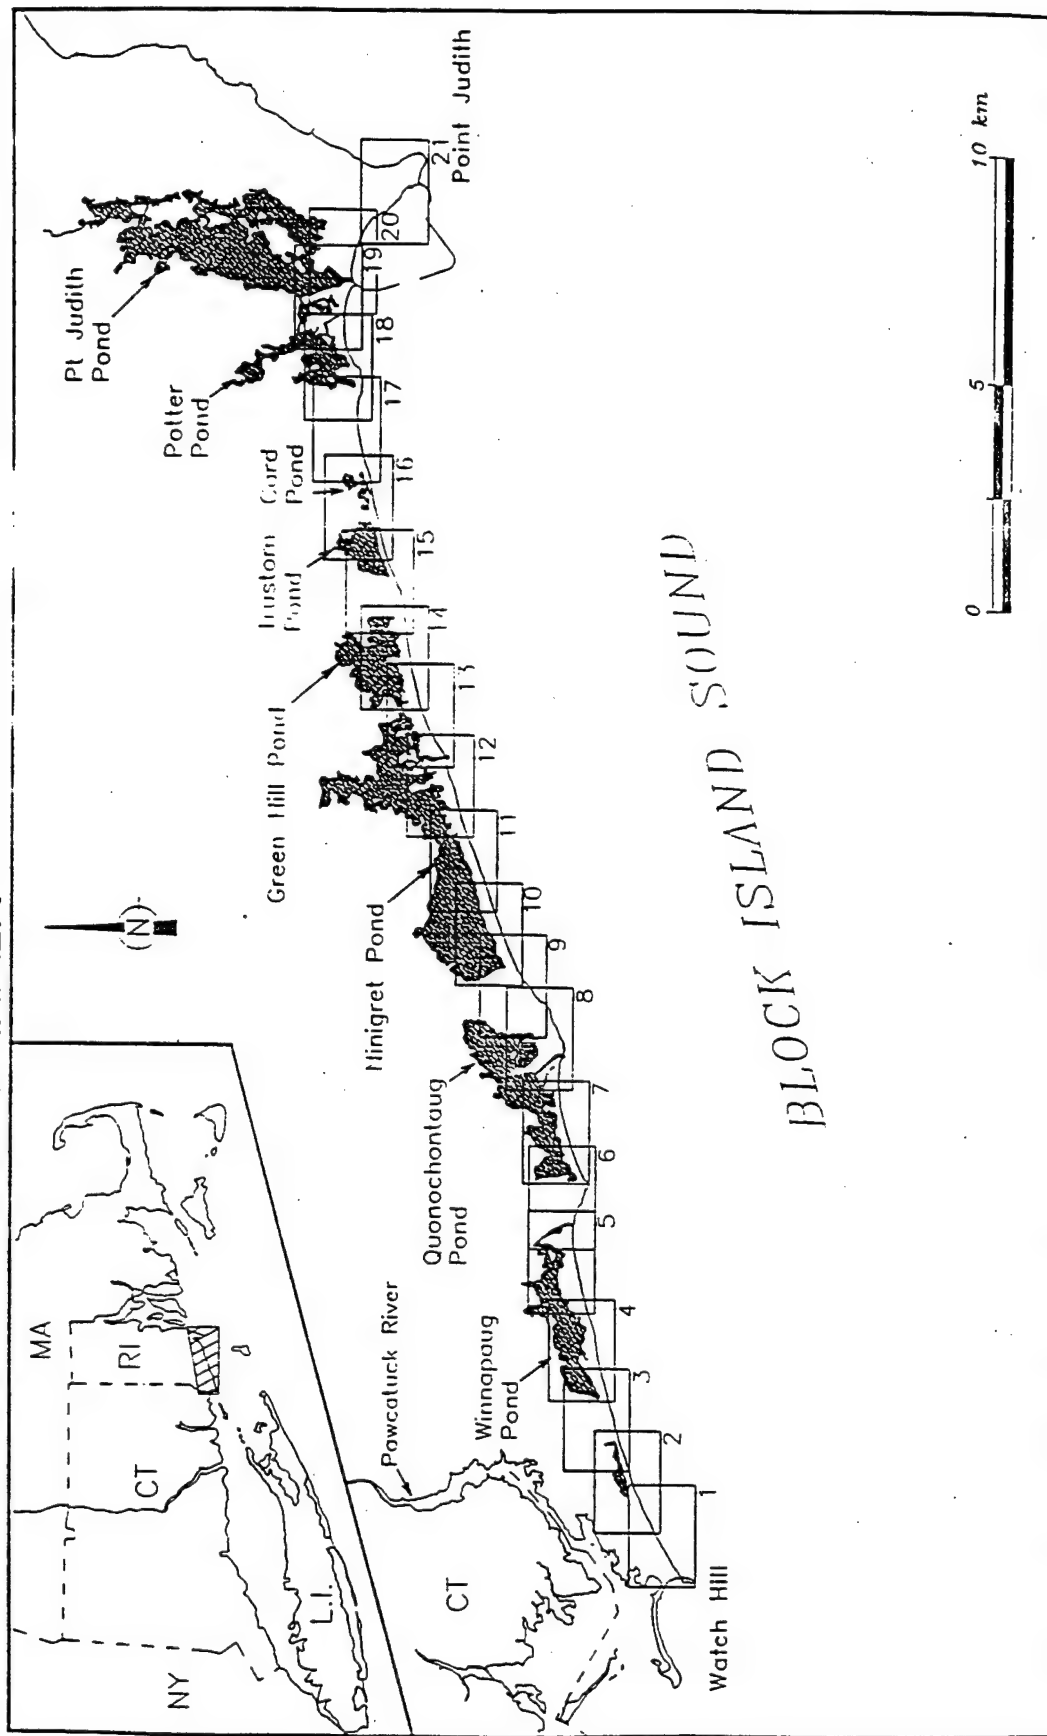 NY
CT
MA
RI
L.I.
N
Pt Judith
Pond
Potter
Pond
Card
Pond
Trustom
Pond
Green Hill Pond
Ninigret Pond
Quonochontaug
Pond
Winnapaug
Pond
Pawcatuck River
CT
Watch Hill
Point Judith
1
2
3
4
5
6
7
8
9
10
11
12
13
14
15
16
17
18
19
20
21
BLOCK ISLAND SOUND
0
5
10 km